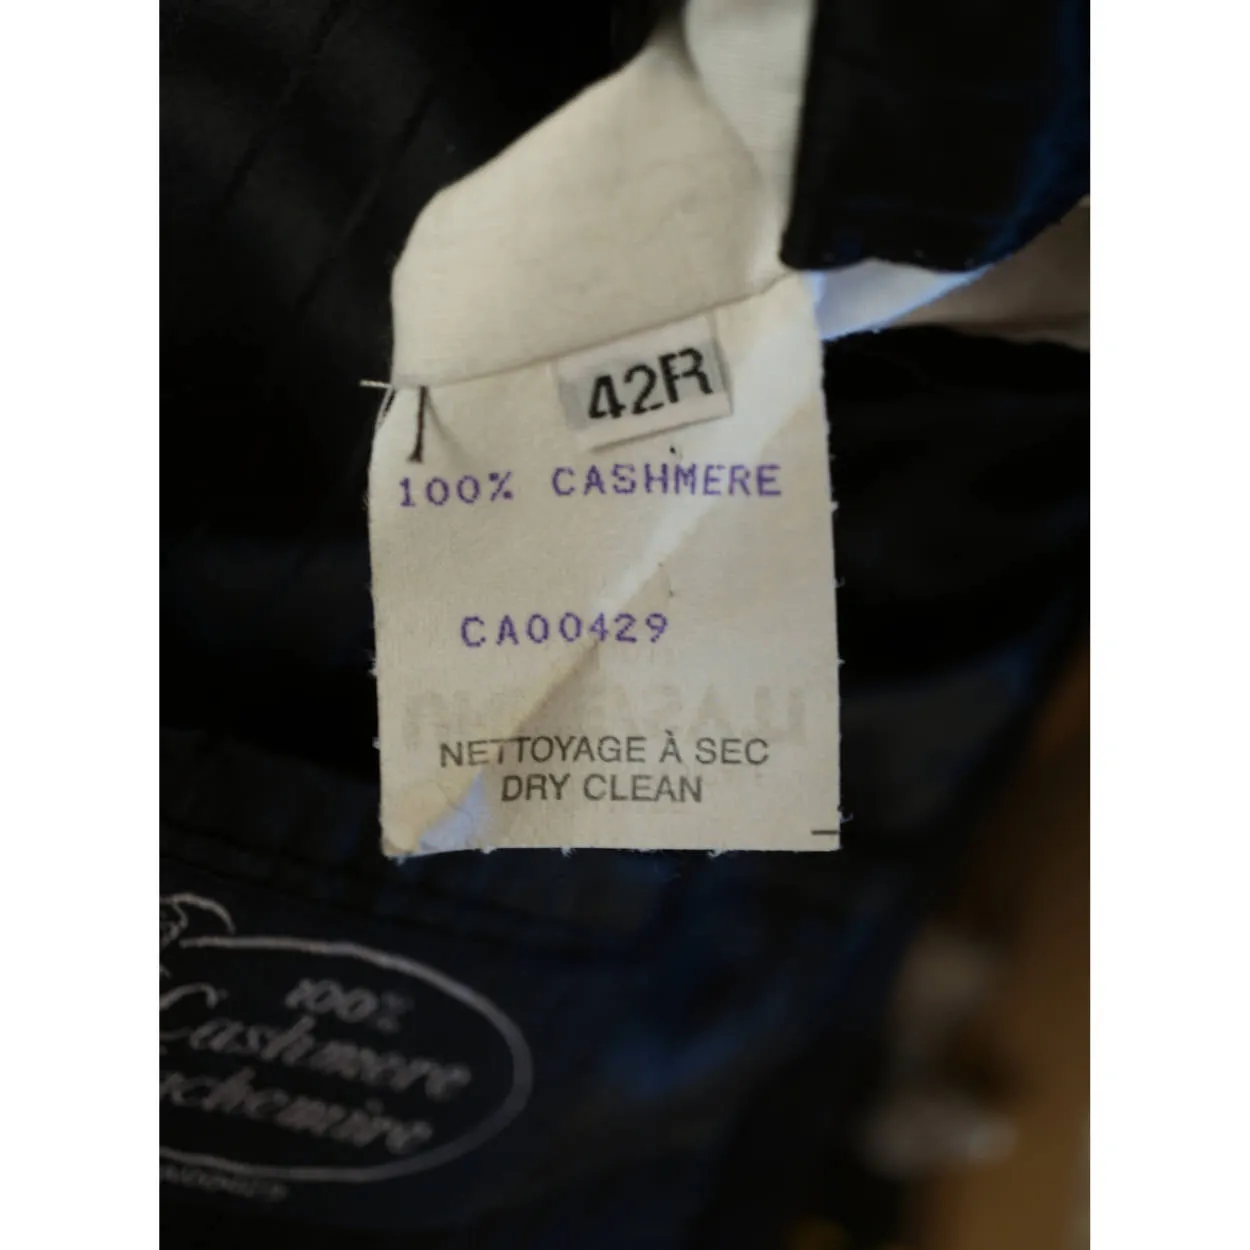 42R
100% CASHMERE
CA00429
NETTOYAGE À SEC
DRY CLEAN
100%
Cashmere